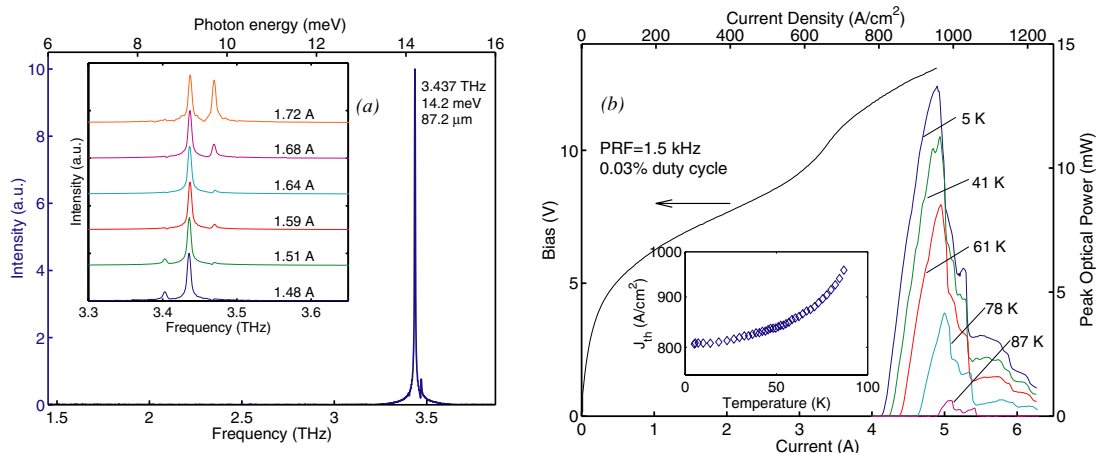 Photon energy (meV)
6 8 10 12 14 16
Intensity (a.u.)
10
8
6
4
2
0
1.5 2 2.5 3 3.5
Frequency (THz)
(a)
3.437 THz
14.2 meV
87.2 μm
Intensity (a.u.)
1.72 A
1.68 A
1.64 A
1.59 A
1.51 A
1.48 A
3.3 3.4 3.5 3.6
Frequency (THz)
Current Density (A/cm²)
0 200 400 600 800 1000 1200
(b)
Bias (V)
10
5
0
PRF=1.5 kHz
0.03% duty cycle
5 K
41 K
61 K
78 K
87 K
15
10
5
0
Peak Optical Power (mW)
J_th (A/cm²)
1000
900
800
0 50 100
Temperature (K)
0 1 2 3 4 5 6
Current (A)